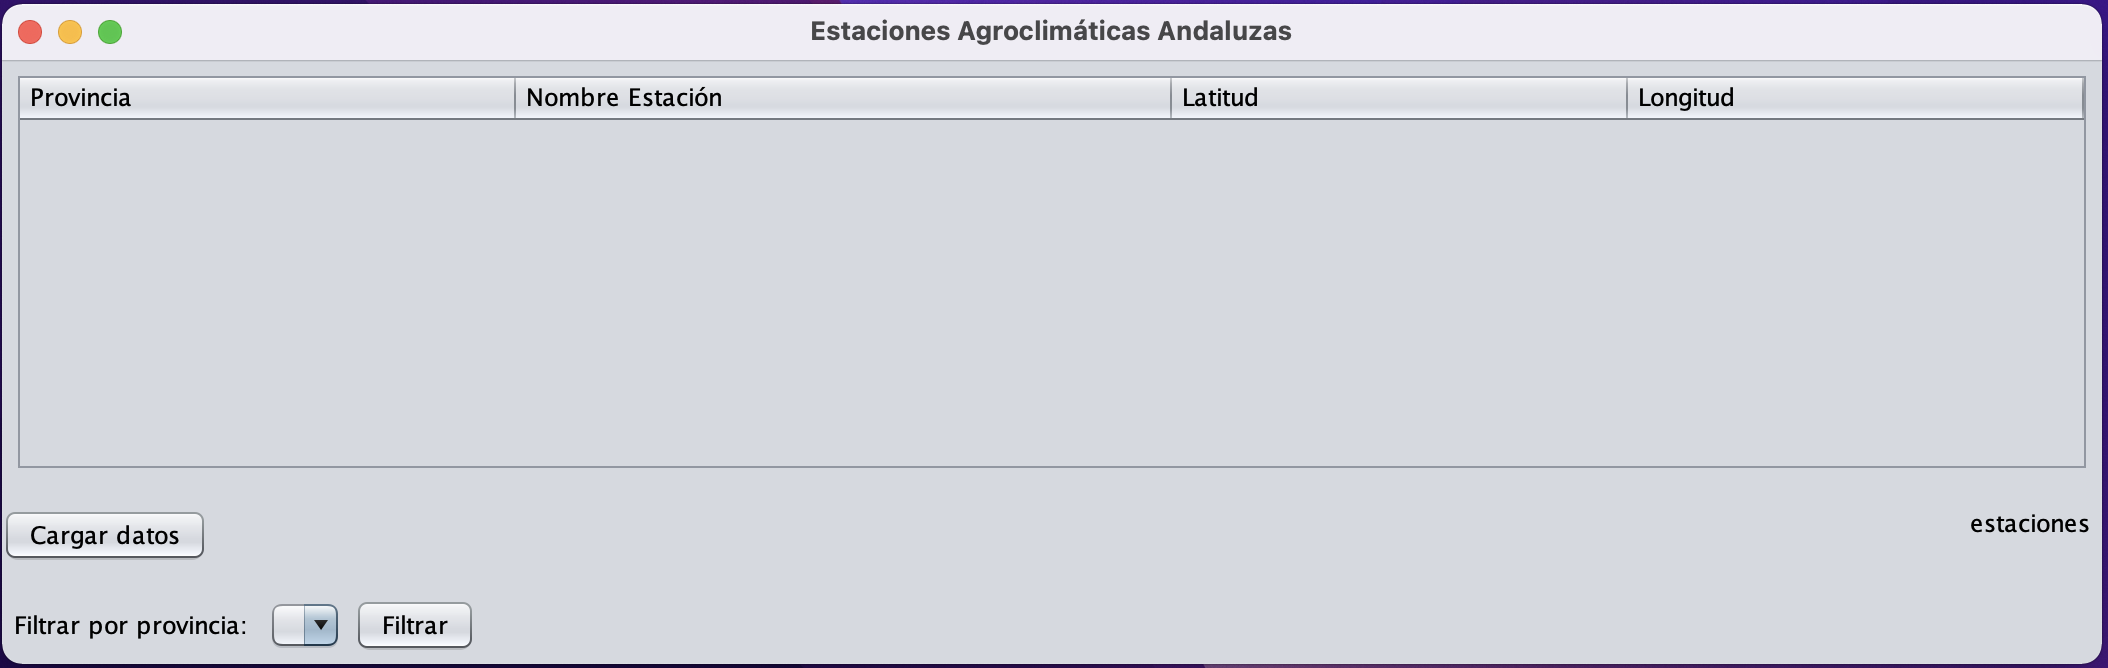 Estaciones Agroclimáticas Andaluzas
Provincia Nombre Estación Latitud Longitud
Cargar datos estaciones
Filtrar por provincia: Filtrar